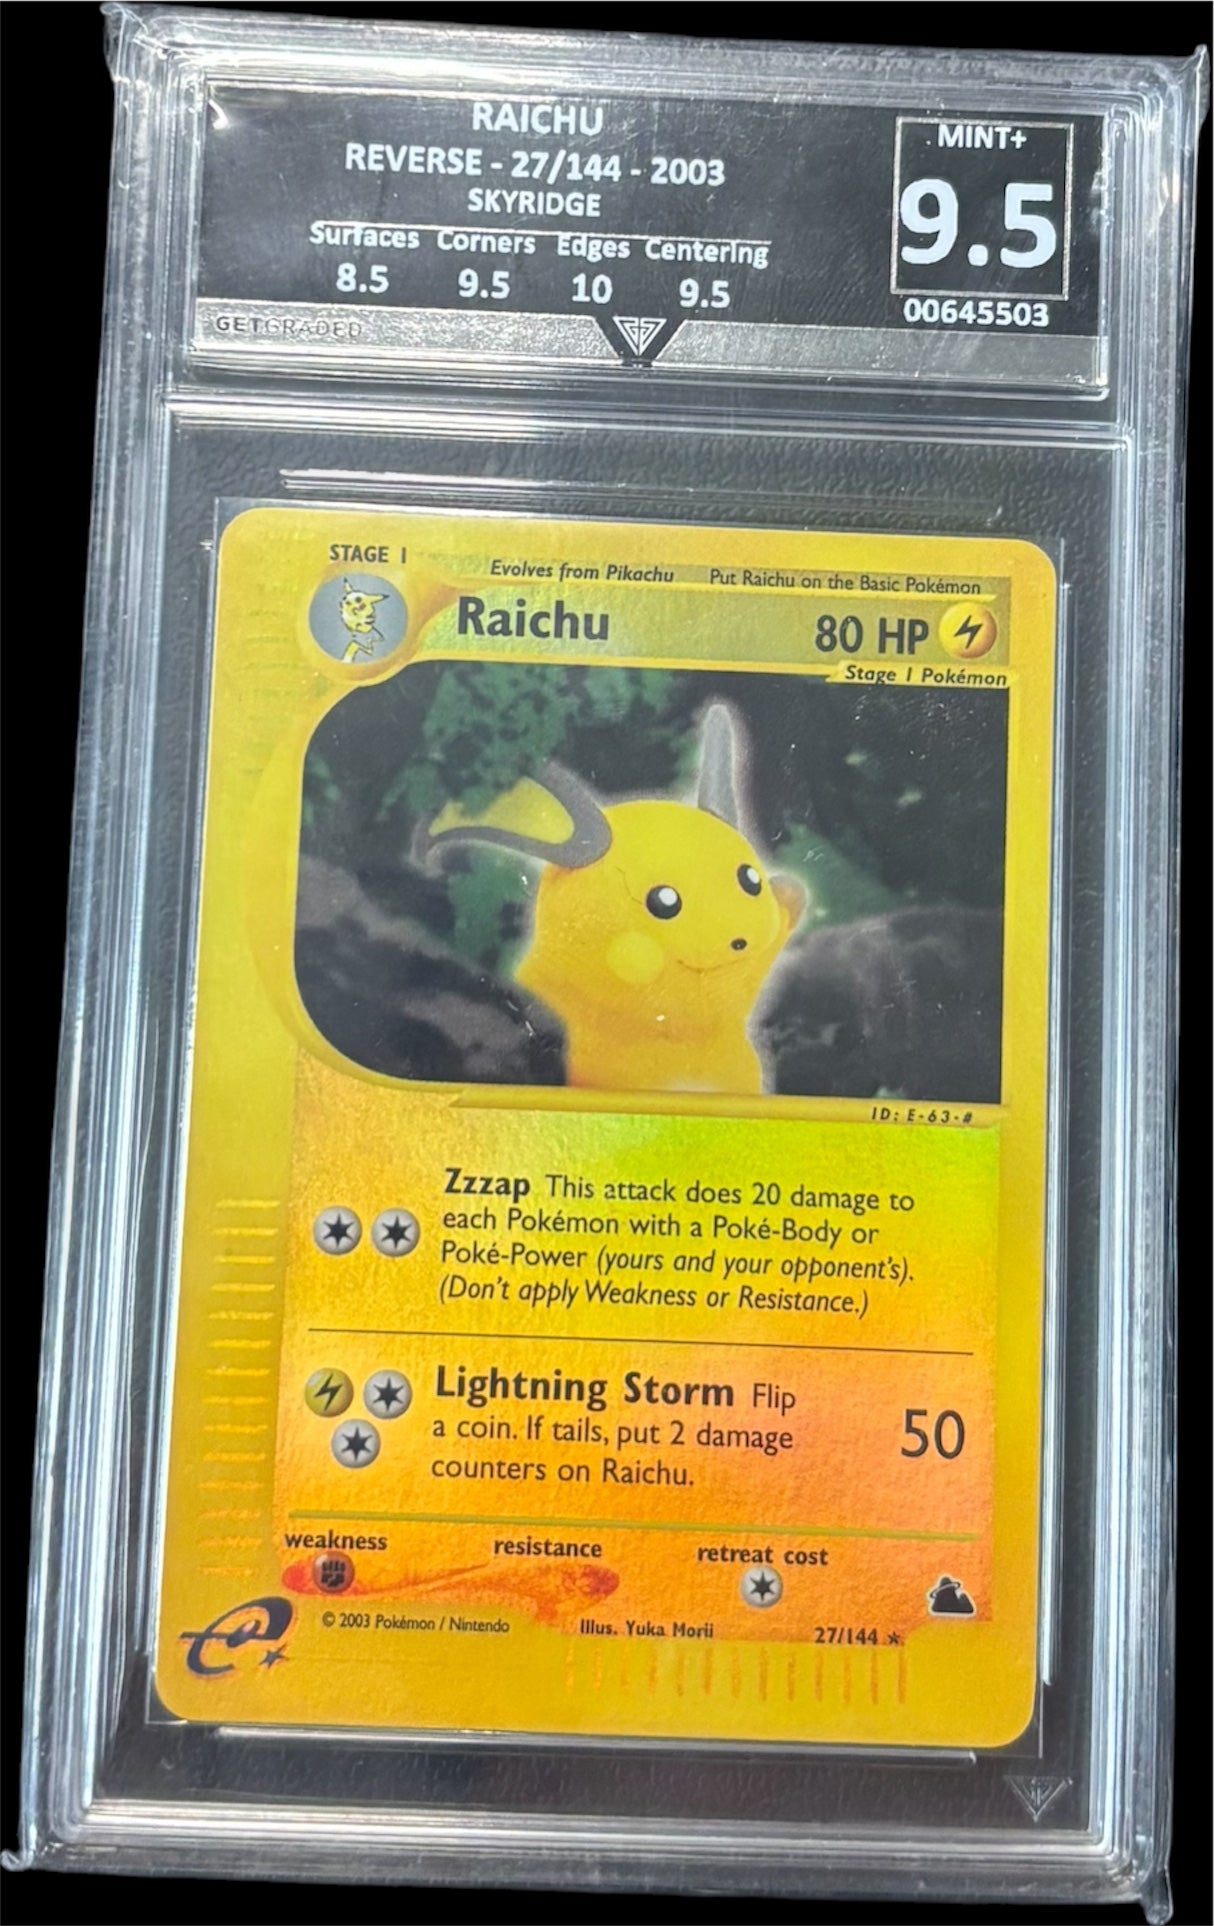 RAICHU
REVERSE - 27/144 - 2003
SKYRIDGE
Surfaces Corners Edges Centering
8.5 9.5 10 9.5
MINT+
9.5
00645503
GETGRADED
STAGE 1
Evolves from Pikachu Put Raichu on the Basic Pokémon
Raichu 80 HP
Stage 1 Pokémon
ID: E-63-#
Zzzap This attack does 20 damage to
each Pokémon with a Poké-Body or
Poké-Power (yours and your opponent's).
(Don't apply Weakness or Resistance.)
Lightning Storm Flip
a coin. If tails, put 2 damage
counters on Raichu.
50
weakness resistance retreat cost
© 2003 Pokémon / Nintendo Illus. Yuka Morii 27/144 ★
e